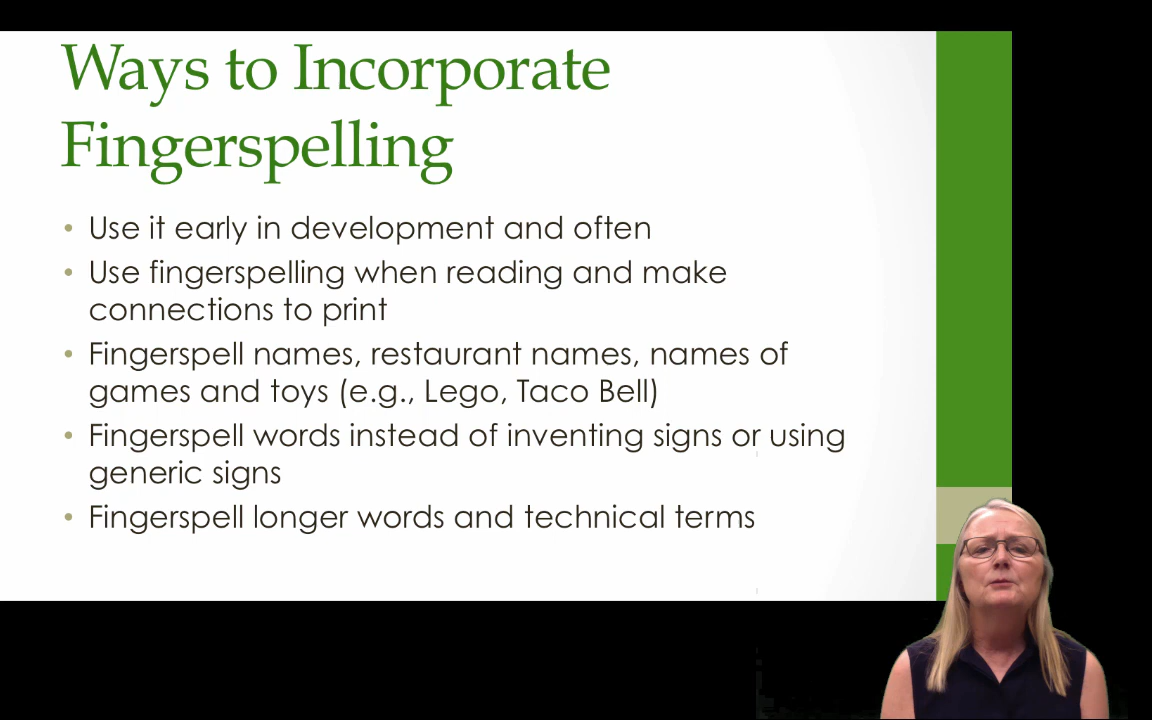 Ways to Incorporate
Fingerspelling
• Use it early in development and often
• Use fingerspelling when reading and make
connections to print
• Fingerspell names, restaurant names, names of
games and toys (e.g., Lego, Taco Bell)
• Fingerspell words instead of inventing signs or using
generic signs
• Fingerspell longer words and technical terms